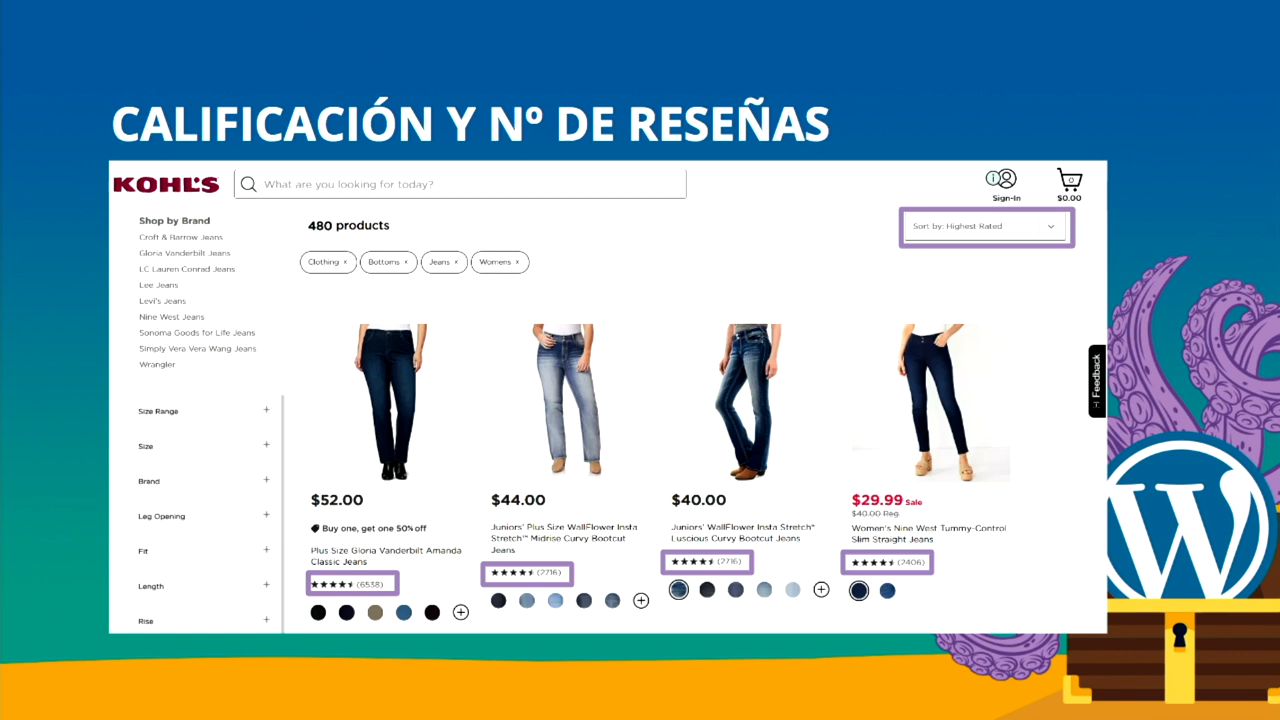 CALIFICACIÓN Y Nº DE RESEÑAS
KOHL'S
What are you looking for today?
Sign-In
0
$0.00
Shop by Brand
Croft & Barrow Jeans
Gloria Vanderbilt Jeans
LC Lauren Conrad Jeans
Lee Jeans
Levi's Jeans
Nine West Jeans
Sonoma Goods for Life Jeans
Simply Vera Vera Wang Jeans
Wrangler
480 products
Sort by: Highest Rated
Clothing x
Bottoms x
Jeans x
Womens x
Size Range +
Size +
Brand +
Leg Opening +
Fit +
Length +
Rise +
$52.00
Buy one, get one 50% off
Plus Size Gloria Vanderbilt Amanda
Classic Jeans
(6538)
$44.00
Juniors' Plus Size WallFlower Insta
Stretch™ Midrise Curvy Bootcut
Jeans
(2716)
$40.00
Juniors' WallFlower Insta Stretch*
Luscious Curvy Bootcut Jeans
(2716)
$29.99 Sale
$40.00 Reg
Women's Nine West Tummy-Control
Slim Straight Jeans
(2406)
[-] Feedback
W